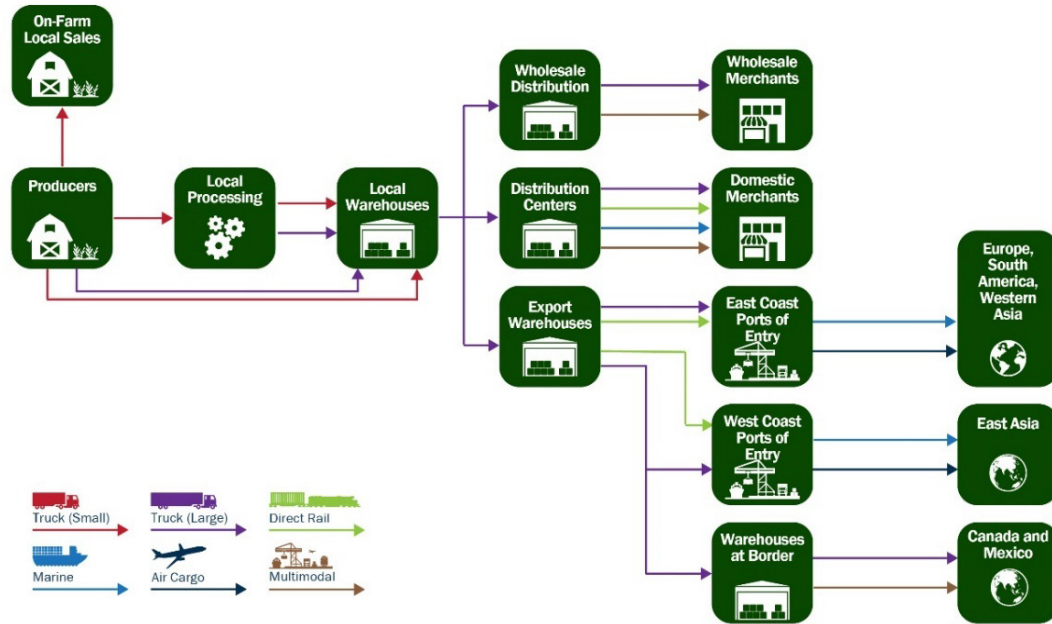 On-Farm
Local Sales
Producers
Local
Processing
Local
Warehouses
Wholesale
Distribution
Wholesale
Merchants
Distribution
Centers
Domestic
Merchants
Export
Warehouses
East Coast
Ports of
Entry
Europe,
South
America,
Western
Asia
West Coast
Ports of
Entry
East Asia
Warehouses
at Border
Canada and
Mexico
Truck (Small)
Truck (Large)
Direct Rail
Marine
Air Cargo
Multimodal